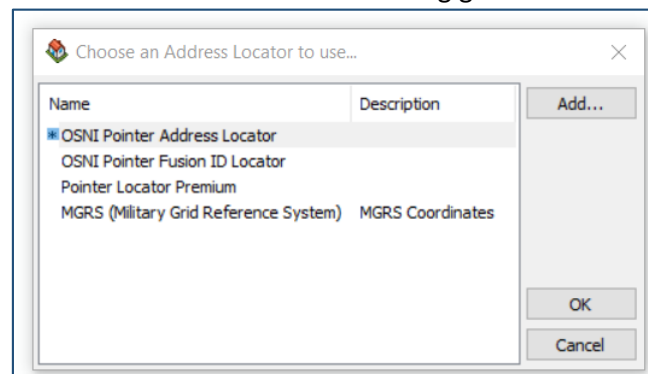 Choose an Address Locator to use...
Name Description Add...
OSNI Pointer Address Locator
OSNI Pointer Fusion ID Locator
Pointer Locator Premium
MGRS (Military Grid Reference System) MGRS Coordinates
OK
Cancel